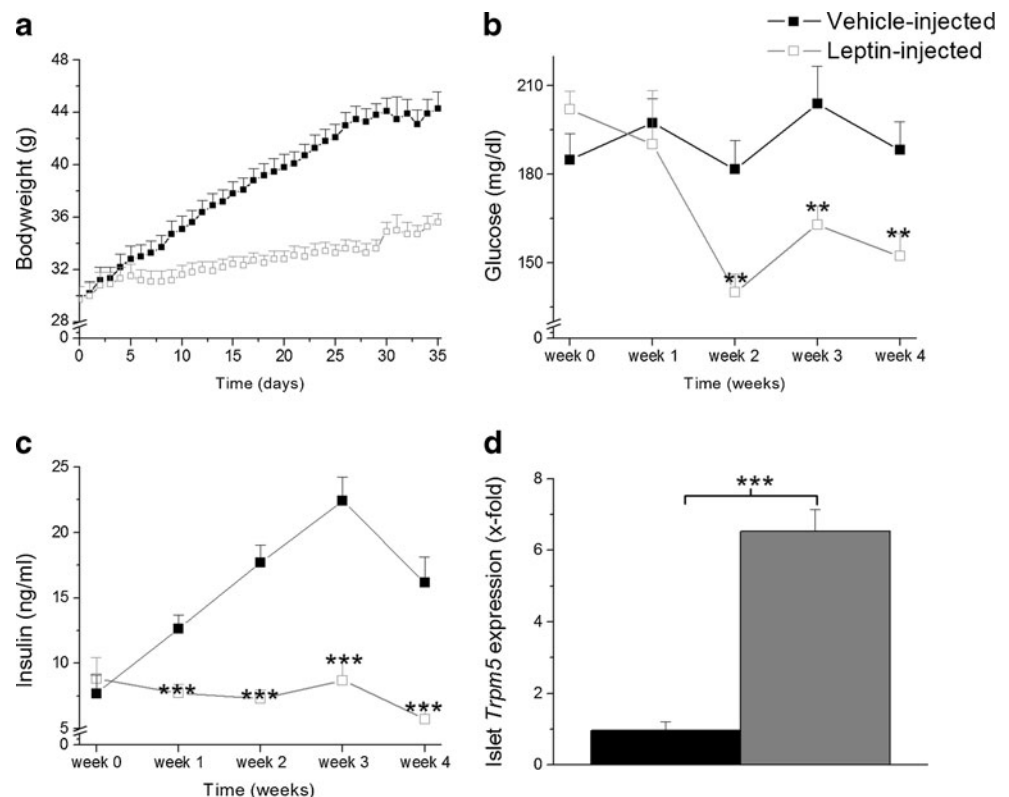 a
48
44
40
36
32
28
0
Bodyweight (g)
0 5 10 15 20 25 30 35
Time (days)
b
Vehicle-injected
Leptin-injected
210
180
150
0
Glucose (mg/dl)
**
**
**
week 0 week 1 week 2 week 3 week 4
Time (weeks)
c
25
20
15
10
5
0
Insulin (ng/ml)
***
***
***
***
week 0 week 1 week 2 week 3 week 4
Time (weeks)
d
8
6
4
2
0
Islet Trpm5 expression (x-fold)
***